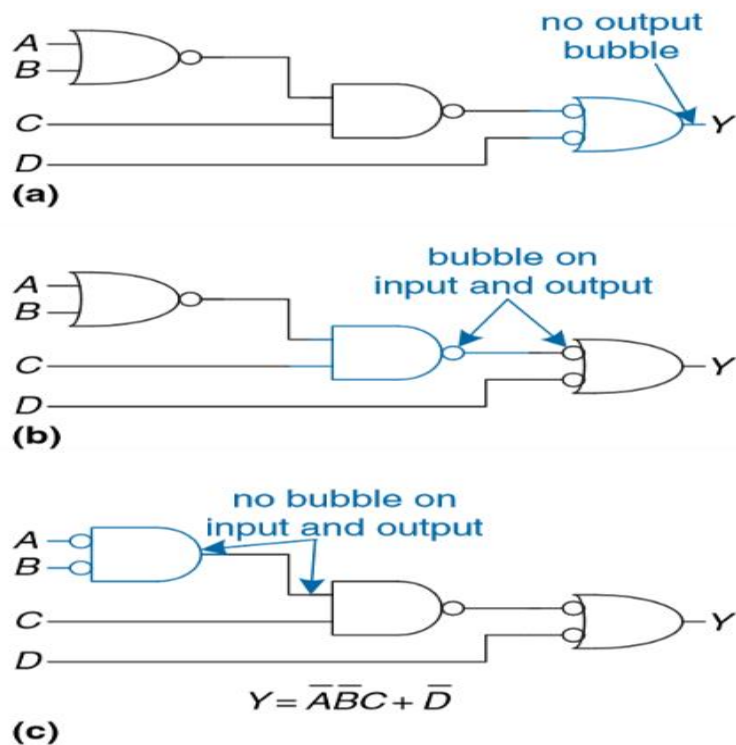 no output
bubble
A
B
C
D
Y
(a)
bubble on
input and output
A
B
C
D
Y
(b)
no bubble on
input and output
A
B
C
D
Y
Y = A̅B̅C + D̅
(c)